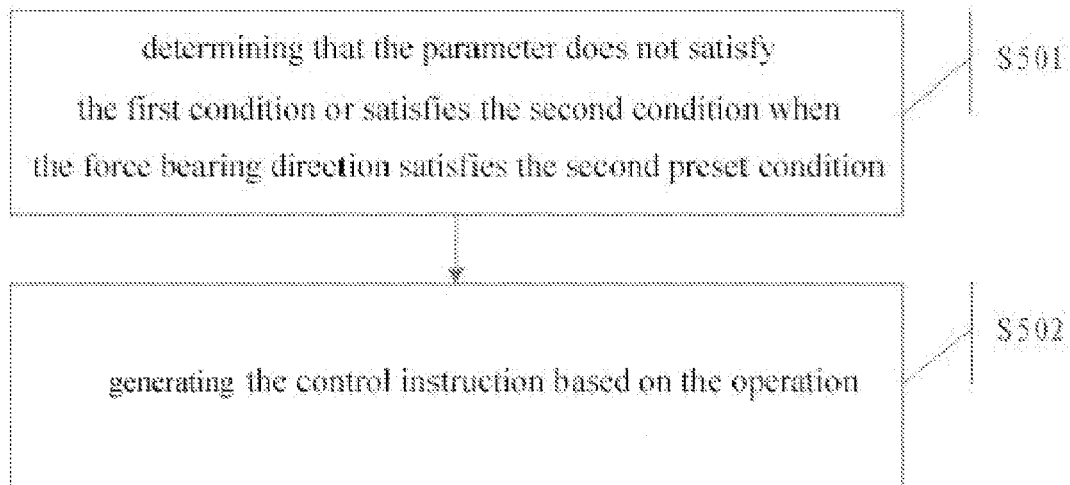 determining that the parameter does not satisfy
the first condition or satisfies the second condition when
the force bearing direction satisfies the second preset condition
S501
generating the control instruction based on the operation
S502